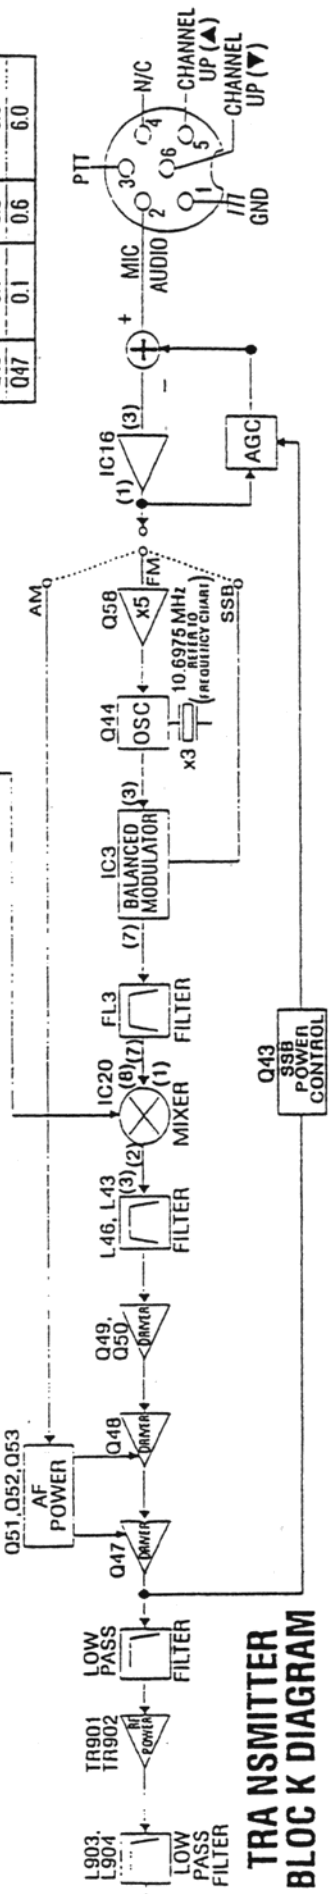 Q47 0.1 0.6 6.0
Q51, Q52, Q53
AF
POWER
AM
L903,
L904
LOW
PASS
FILTER
TR901
TR902
RF
POWER
LOW
PASS
FILTER
Q47
DRIVER
Q48
DRIVER
Q49,
Q50
DRIVER
L46, L43
FILTER
(3)
(2)
IC20
(8)
(7)
(1)
MIXER
FL3
FILTER
(7)
IC3
BALANCED
MODULATOR
(3)
Q44
OSC
x3
10.6975 MHz
(REFER TO
FREQUENCY CHART)
Q58
x5
FM
SSB
(1)
IC16
(3)
+
−
AGC
MIC
AUDIO
PTT
N/C
CHANNEL
UP (▲)
CHANNEL
UP (▼)
GND
1
2
3
4
5
6
Q43
SSB
POWER
CONTROL
TRA NSMITTER
BLOC K DIAGRAM